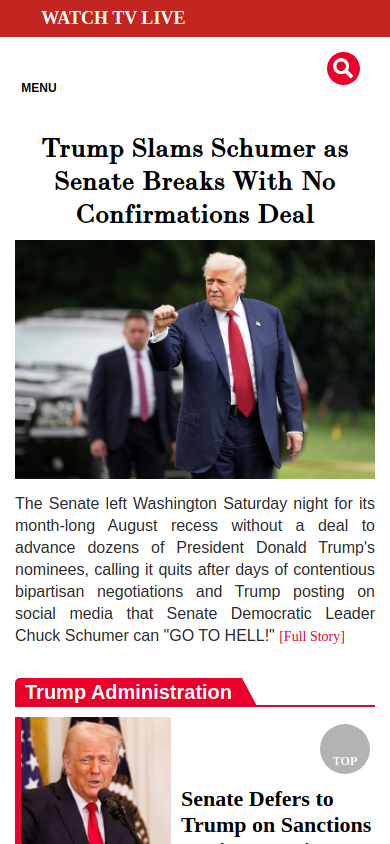 WATCH TV LIVE
MENU
Trump Slams Schumer as
Senate Breaks With No
Confirmations Deal
The Senate left Washington Saturday night for its
month-long August recess without a deal to
advance dozens of President Donald Trump's
nominees, calling it quits after days of contentious
bipartisan negotiations and Trump posting on
social media that Senate Democratic Leader
Chuck Schumer can "GO TO HELL!" [Full Story]
Trump Administration
TOP
Senate Defers to
Trump on Sanctions